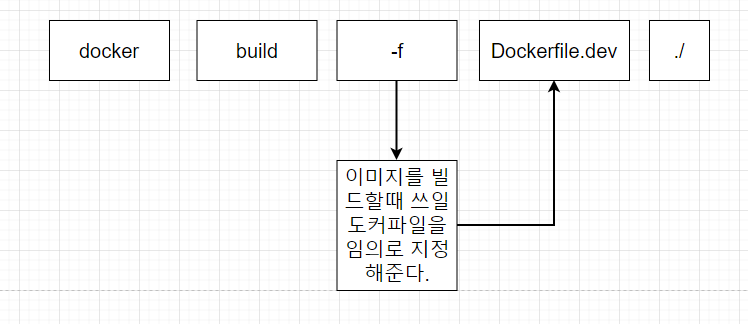 docker build -f Dockerfile.dev ./
이미지를 빌
드할때 쓰일
도커파일을
임의로 지정
해준다.